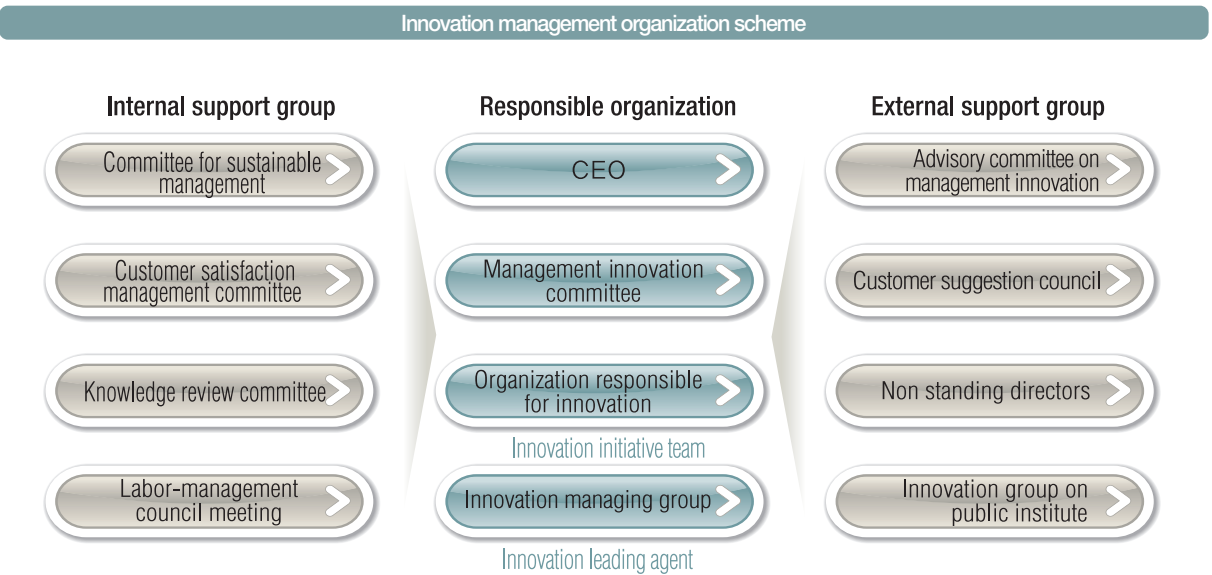 Innovation management organization scheme
Internal support group
Committee for sustainable
management
Customer satisfaction
management committee
Knowledge review committee
Labor-management
council meeting
Responsible organization
CEO
Management innovation
committee
Organization responsible
for innovation
Innovation initiative team
Innovation managing group
Innovation leading agent
External support group
Advisory committee on
management innovation
Customer suggestion council
Non standing directors
Innovation group on
public institute